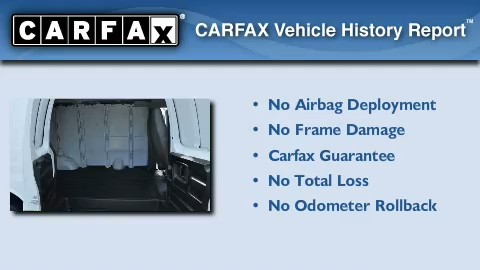 CARFAX®
CARFAX Vehicle History Report™
• No Airbag Deployment
• No Frame Damage
• Carfax Guarantee
• No Total Loss
• No Odometer Rollback